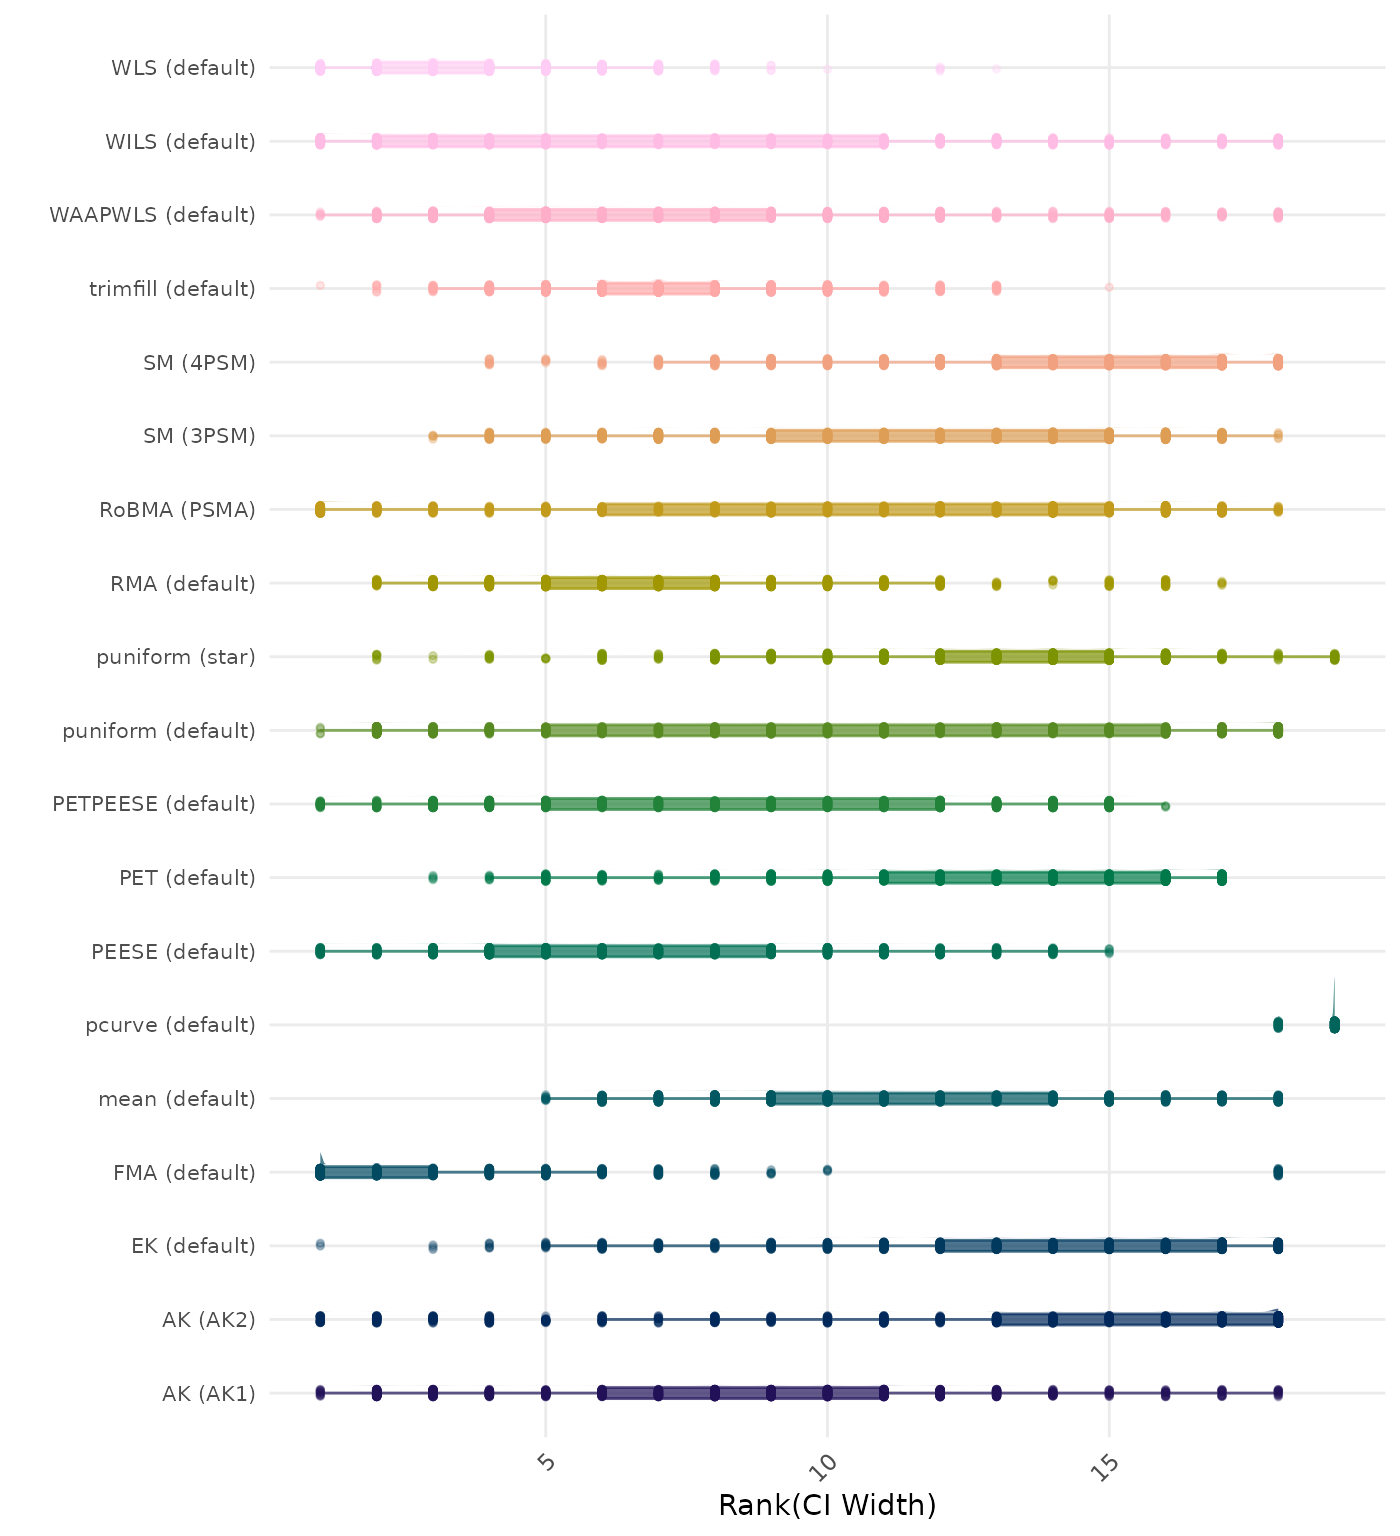 WLS (default)
WILS (default)
WAAPWLS (default)
trimfill (default)
SM (4PSM)
SM (3PSM)
RoBMA (PSMA)
RMA (default)
puniform (star)
puniform (default)
PETPEESE (default)
PET (default)
PEESE (default)
pcurve (default)
mean (default)
FMA (default)
EK (default)
AK (AK2)
AK (AK1)
5
10
15
Rank(CI Width)